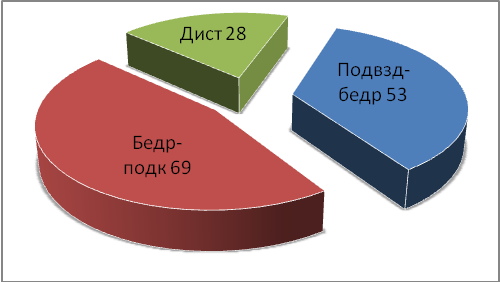 Дист 28
Подвзд-
бедр 53
Бедр-
подк 69